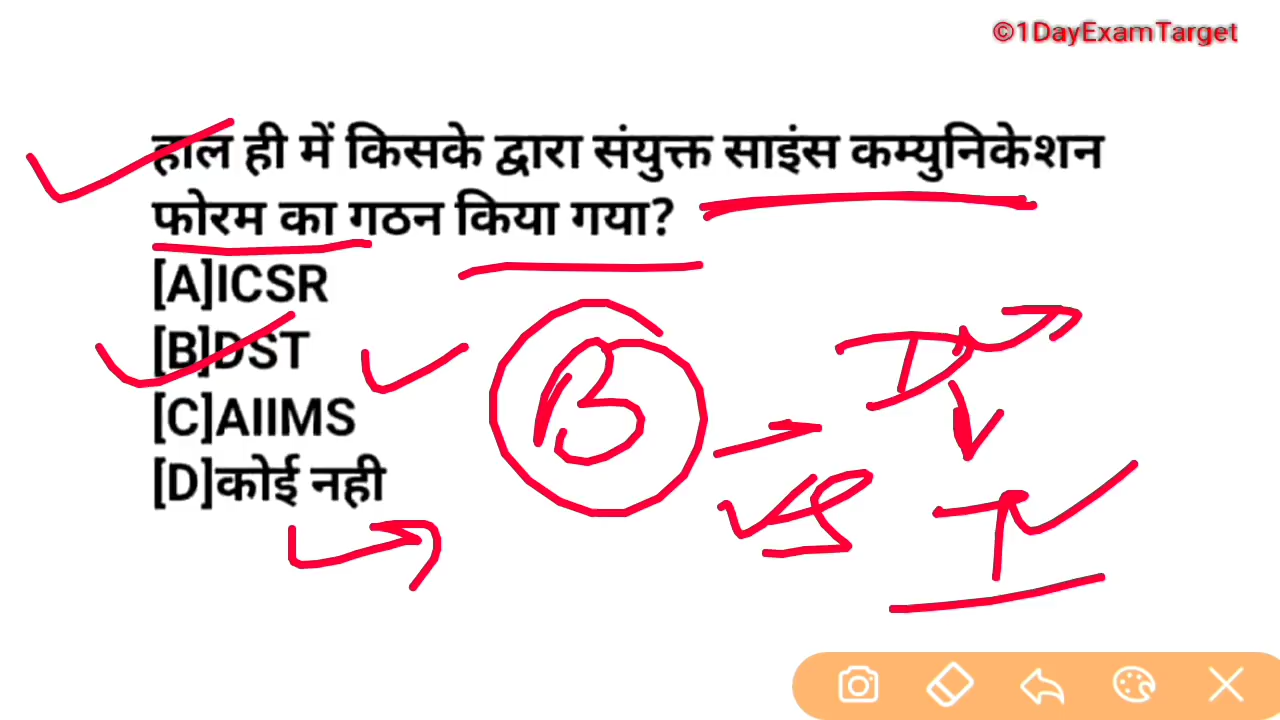 ©1DayExamTarget
हाल ही में किसके द्वारा संयुक्त साइंस कम्युनिकेशन
फोरम का गठन किया गया?
[A]ICSR
[B]DST
[C]AIIMS
[D]कोई नही
B
D
S
T